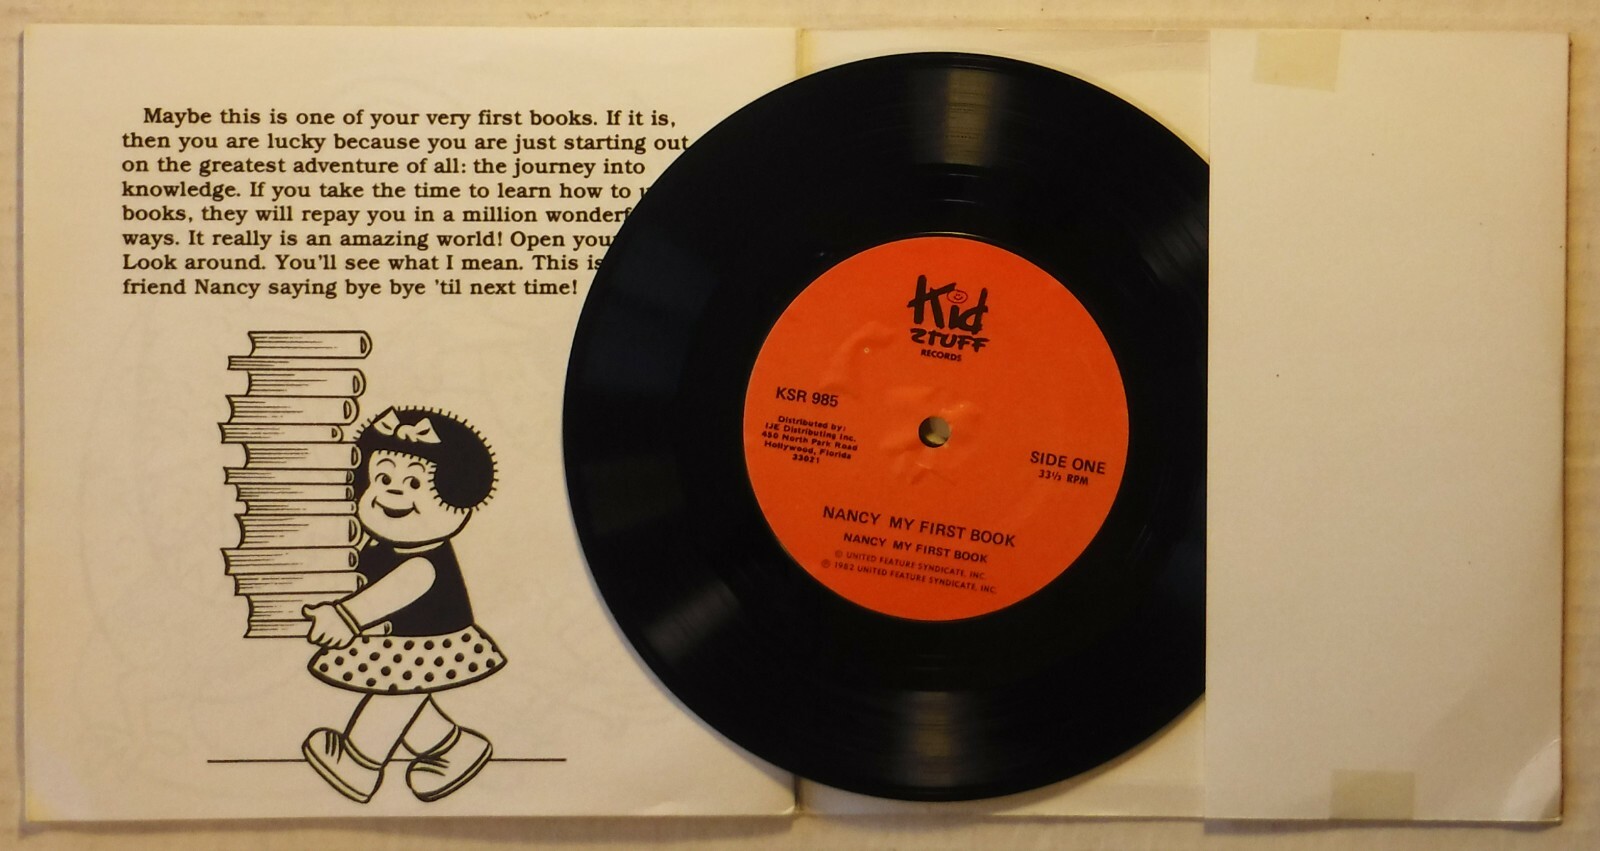 Maybe this is one of your very first books. If it is,
then you are lucky because you are just starting out
on the greatest adventure of all: the journey into
knowledge. If you take the time to learn how to
books, they will repay you in a million
ways. It really is an amazing world! Open
Look around. You'll see what I mean. This is
friend Nancy saying bye bye 'til next time!
Kid
Stuff
RECORDS
KSR 985
Distributed by:
IJE Distributing Inc.
450 North Park Road
Hollywood, Florida
33021
SIDE ONE
33⅓ RPM
NANCY MY FIRST BOOK
NANCY MY FIRST BOOK
© UNITED FEATURE SYNDICATE, INC.
℗ 1982 UNITED FEATURE SYNDICATE, INC.